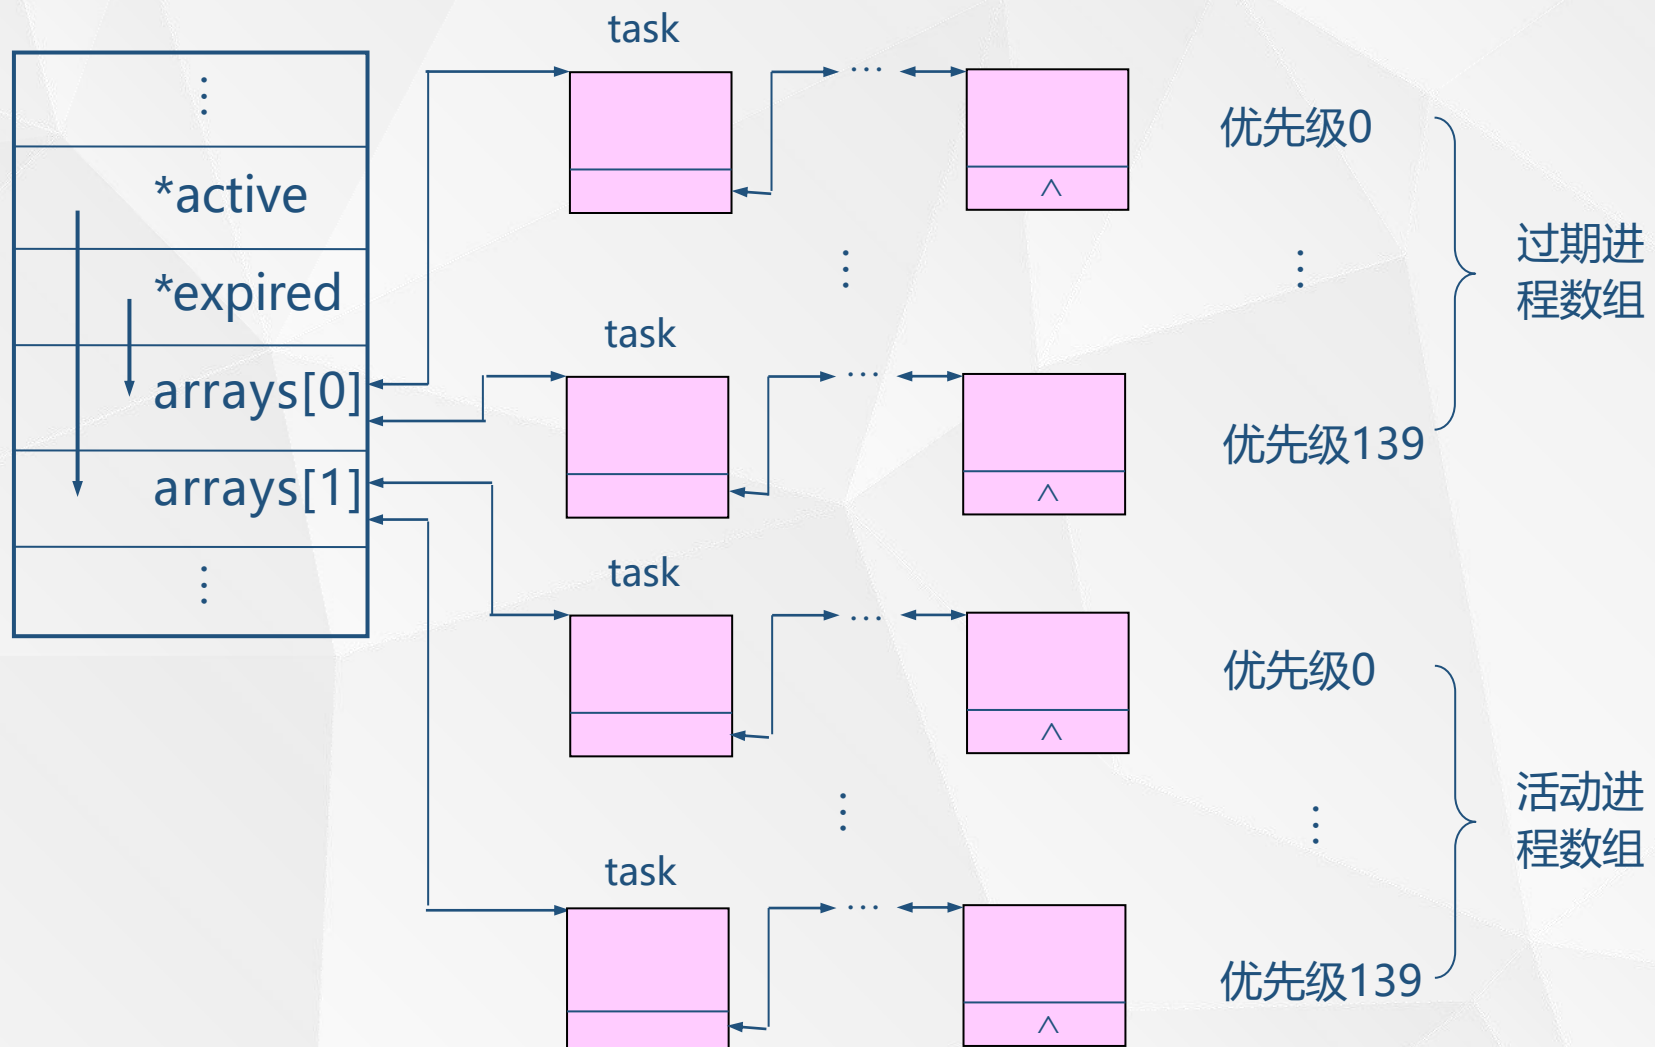 ⋮
*active
*expired
arrays[0]
arrays[1]
⋮
task
…
∧
优先级0
⋮
⋮
task
…
∧
优先级139
过期进
程数组
task
…
∧
优先级0
⋮
⋮
task
…
∧
优先级139
活动进
程数组